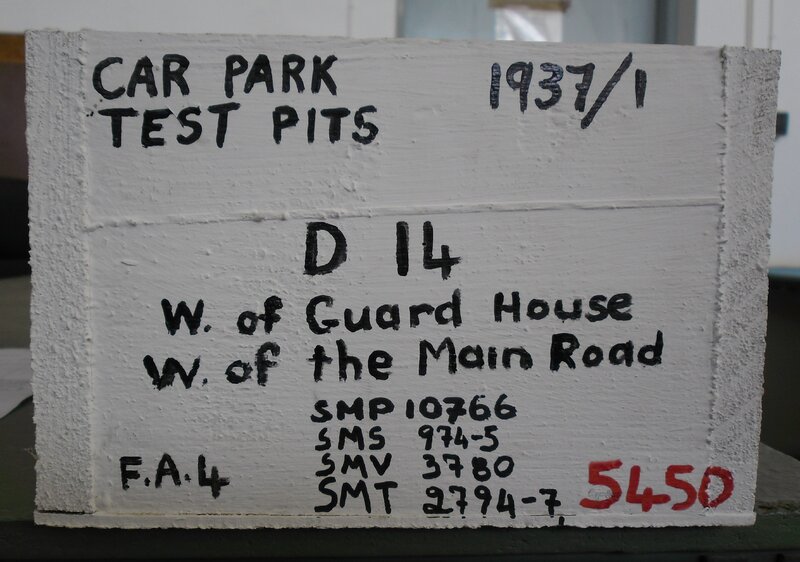 CAR PARK 1937/1
TEST PITS
D 14
W. of Guard House
W. of the Main Road
SMP 10766
SMS 974-5
SMV 3780
F.A.4 SMT 2794-7 5450